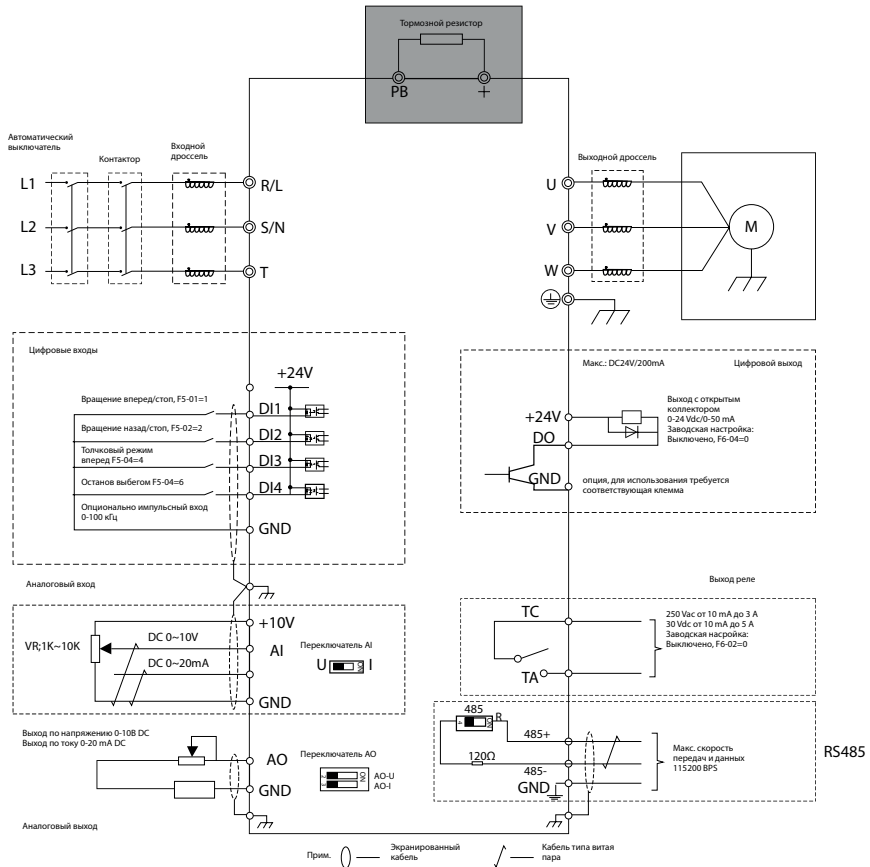 Тормозной резистор
PB
+
Автоматический
выключатель
Контактор
Входной
дроссель
L1
L2
L3
R/L
S/N
T
Выходной дроссель
U
V
W
M
Цифровые входы
+24V
Вращение вперед/стоп, F5-01=1
DI1
Вращение назад/стоп, F5-02=2
DI2
Толчковый режим
вперед F5-04=4
DI3
Останов выбегом F5-04=6
DI4
Опционально импульсный вход
0-100 кГц
GND
Макс.: DC24V/200mA
Цифровой выход
+24V
DO
GND
Выход с открытым
коллектором
0-24 Vdc/0-50 mA
Заводская настройка:
Выключено, F6-04=0
опция, для использования требуется
соответствующая клемма
Аналоговый вход
+10V
VR;1K~10K
DC 0~10V
AI
DC 0~20mA
GND
Переключатель AI
U
ON
I
Выход реле
TC
TA
250 Vac от 10 mA до 3 A
30 Vdc от 10 mA до 5 A
Заводская насройка:
Выключено, F6-02=0
Выход по напряжению 0-10В DC
Выход по току 0-20 mA DC
AO
GND
Переключатель AO
ON
AO-U
AO-I
Аналоговый выход
485
4
ON
R
120Ω
485+
485-
GND
Макс. скорость
передач и данных
115200 BPS
RS485
Прим.
Экранированный
кабель
Кабель типа витая
пара